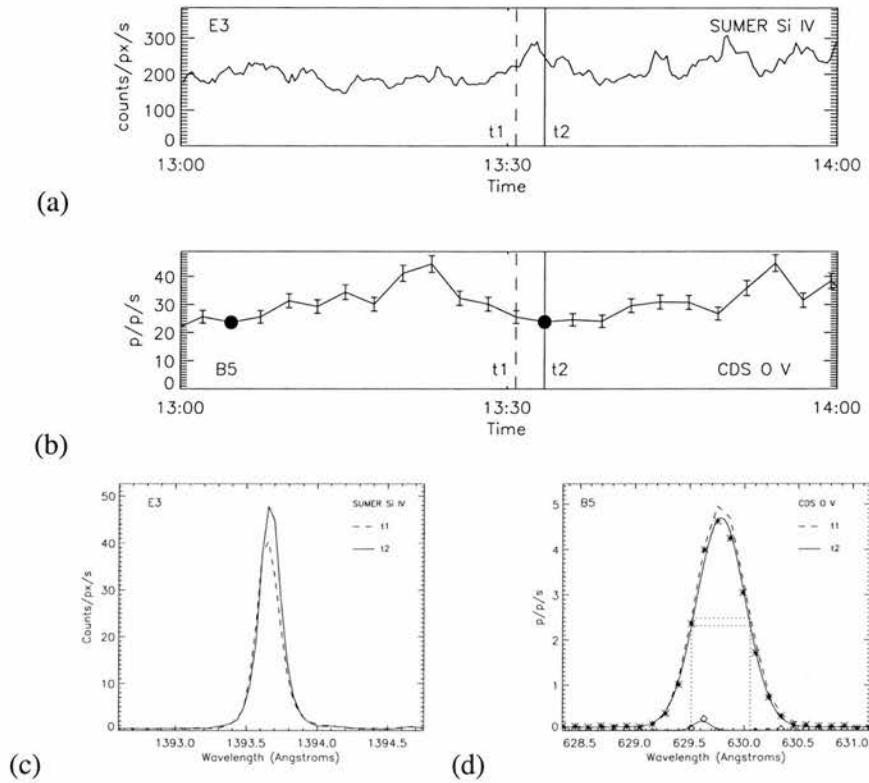 E3 SUMER Si IV
counts/px/s
300
200
100
0
t1 t2
13:00 13:30 14:00
Time
(a)
p/p/s
40
30
20
10
0
B5 t1 t2 CDS O V
13:00 13:30 14:00
Time
(b)
E3 SUMER Si IV
t1
t2
Counts/px/s
50
40
30
20
10
0
1393.0 1393.5 1394.0 1394.5
Wavelength (Angstroms)
(c)
B5 CDS O V
t1
t2
p/p/s
5
4
3
2
1
0
628.5 629.0 629.5 630.0 630.5 631.0
Wavelength (Angstroms)
(d)